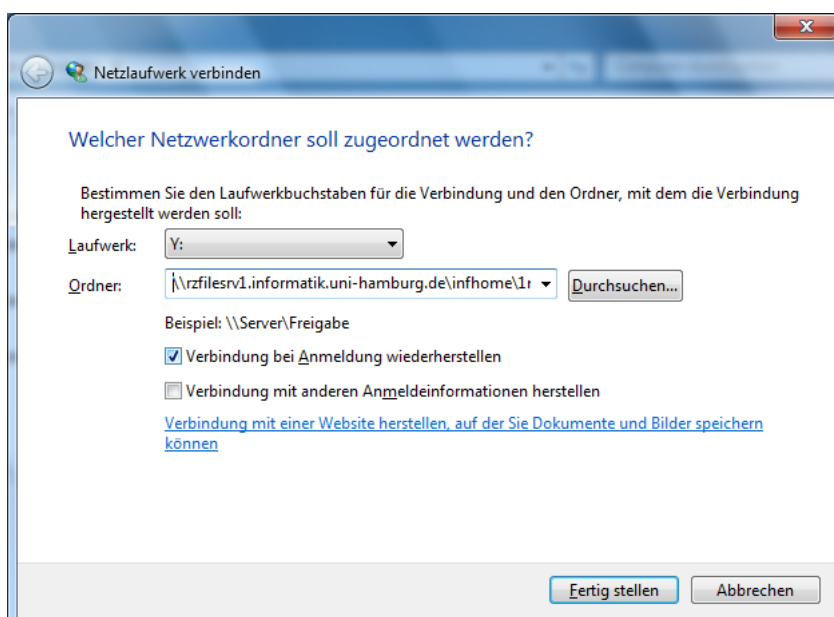 Netzlaufwerk verbinden
Welcher Netzwerkordner soll zugeordnet werden?
Bestimmen Sie den Laufwerkbuchstaben für die Verbindung und den Ordner, mit dem die Verbindung
hergestellt werden soll:
Laufwerk: Y:
Ordner: \\rzfilesrv1.informatik.uni-hamburg.de\infhome\1r Durchsuchen...
Beispiel: \\Server\Freigabe
Verbindung bei Anmeldung wiederherstellen
Verbindung mit anderen Anmeldeinformationen herstellen
Verbindung mit einer Website herstellen, auf der Sie Dokumente und Bilder speichern
können
Fertig stellen Abbrechen